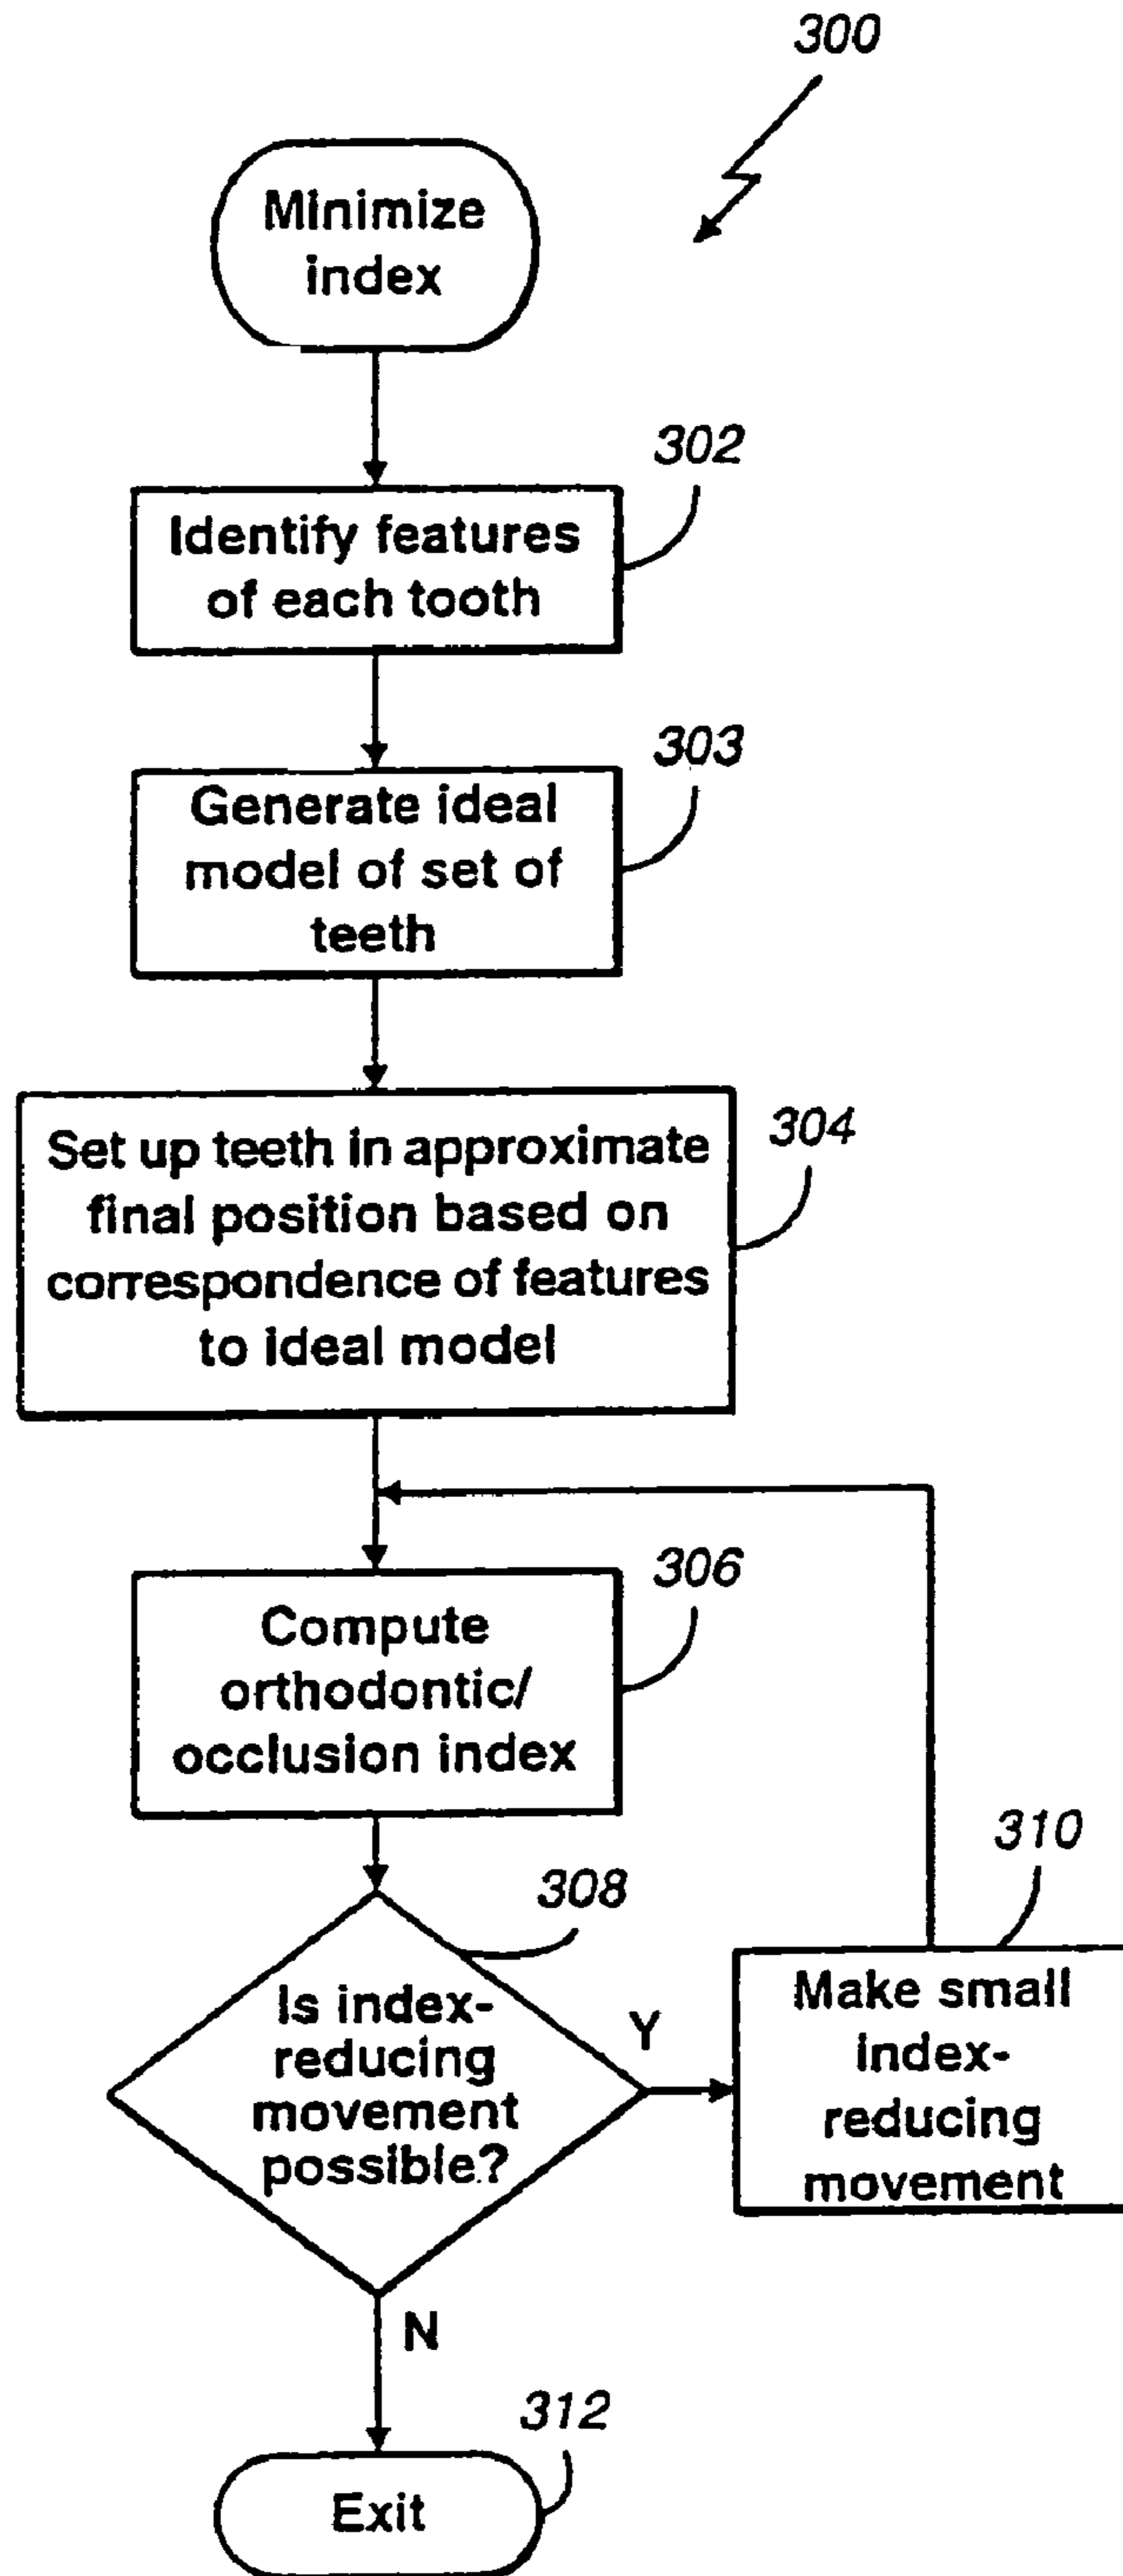 300
Minimize
index
302
Identify features
of each tooth
303
Generate ideal
model of set of
teeth
304
Set up teeth in approximate
final position based on
correspondence of features
to ideal model
306
Compute
orthodontic/
occlusion index
308
Is index-
reducing
movement
possible?
Y
310
Make small
index-
reducing
movement
N
312
Exit